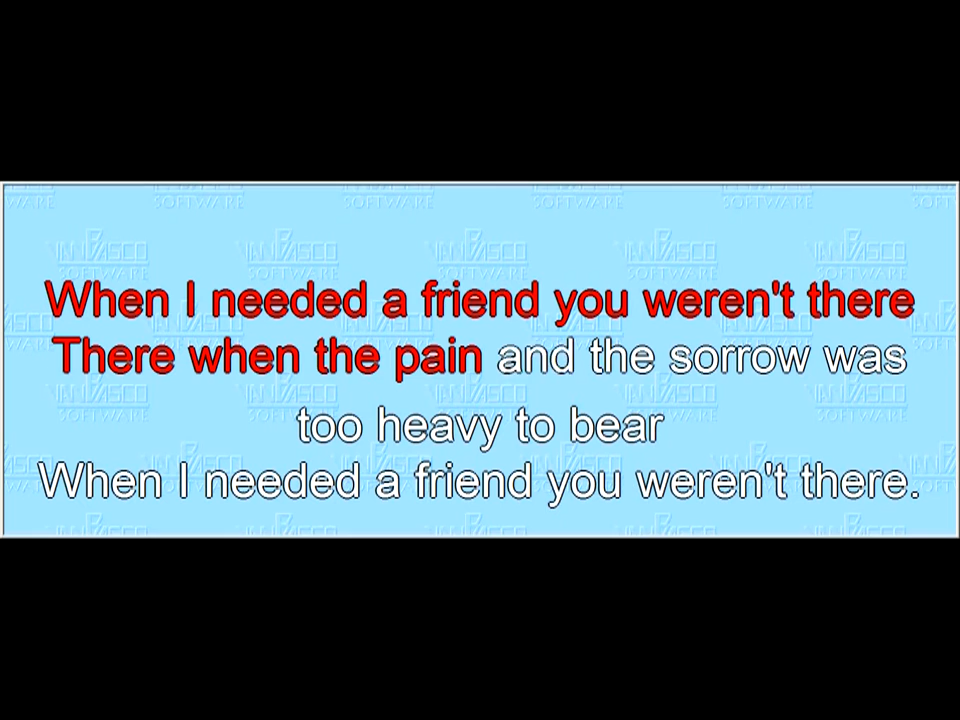 When I needed a friend you weren't there
There when the pain and the sorrow was
too heavy to bear
When I needed a friend you weren't there.